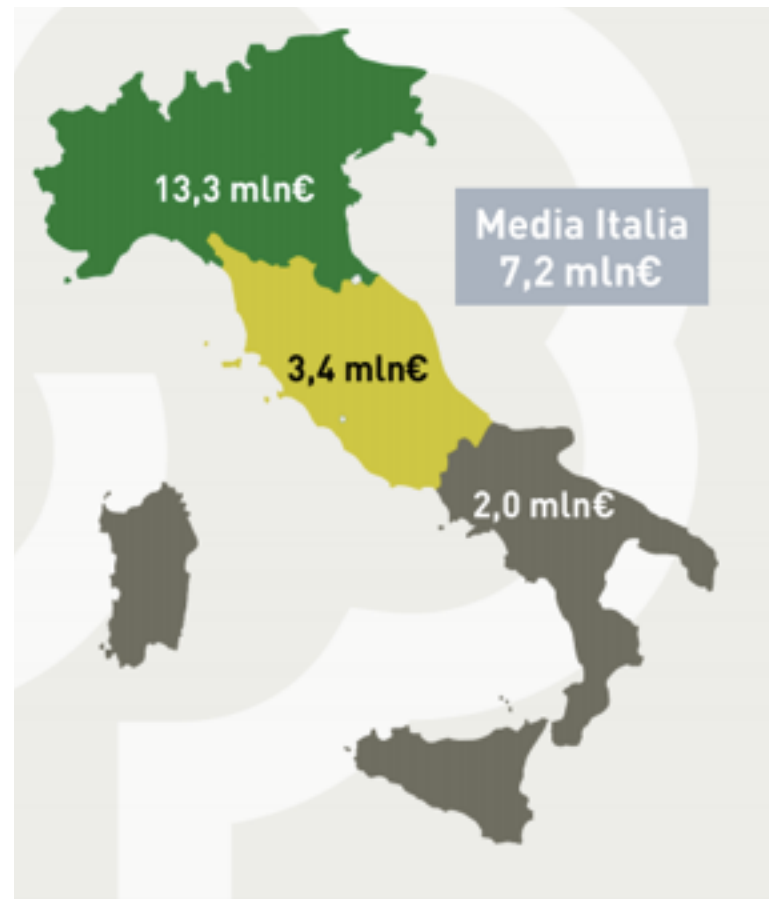 13,3 mln€
Media Italia
7,2 mln€
3,4 mln€
2,0 mln€